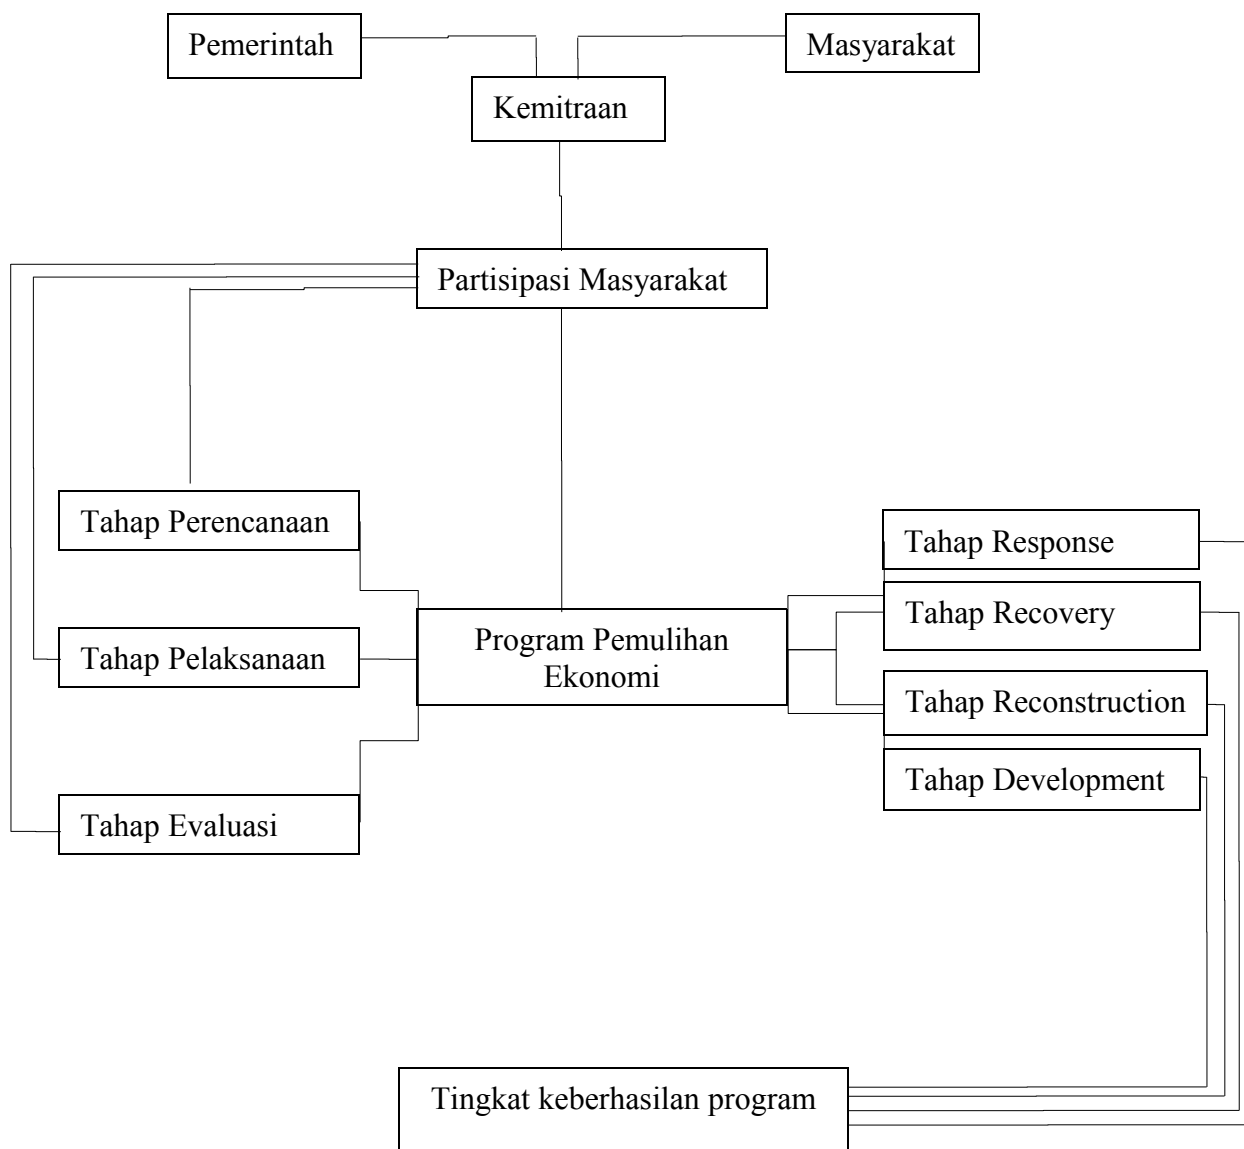 Pemerintah
Masyarakat
Kemitraan
Partisipasi Masyarakat
Tahap Perencanaan
Tahap Pelaksanaan
Tahap Evaluasi
Program Pemulihan
Ekonomi
Tahap Response
Tahap Recovery
Tahap Reconstruction
Tahap Development
Tingkat keberhasilan program